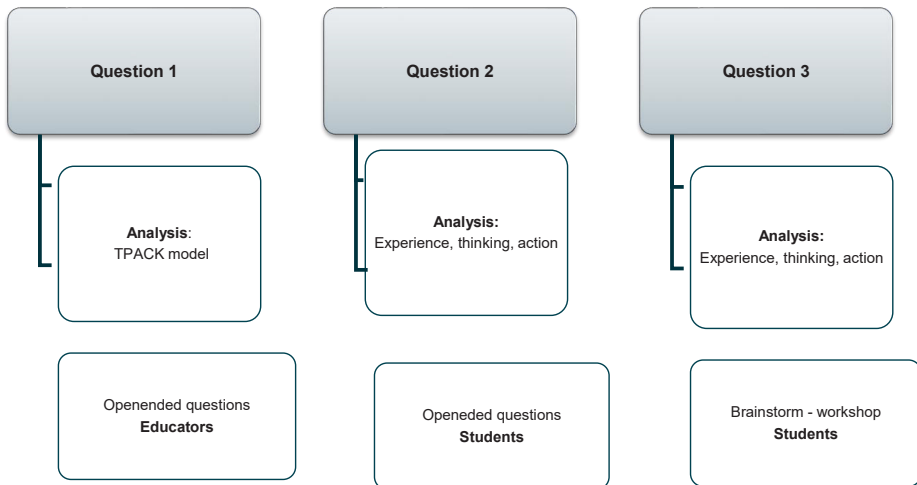 Question 1
Question 2
Question 3
Analysis:
TPACK model
Analysis:
Experience, thinking, action
Analysis:
Experience, thinking, action
Openended questions
Educators
Openeded questions
Students
Brainstorm - workshop
Students